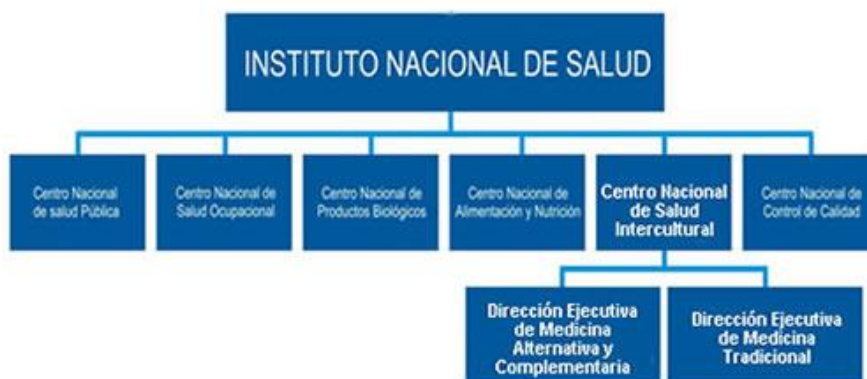 INSTITUTO NACIONAL DE SALUD
Centro Nacional
de salud Pública
Centro Nacional de
Salud Ocupacional
Centro Nacional de
Productos Biológicos
Centro Nacional de
Alimentación y Nutrición
Centro Nacional
de Salud
Intercultural
Centro Nacional de
Control de Calidad
Dirección Ejecutiva
de Medicina
Alternativa y
Complementaria
Dirección Ejecutiva
de Medicina
Tradicional